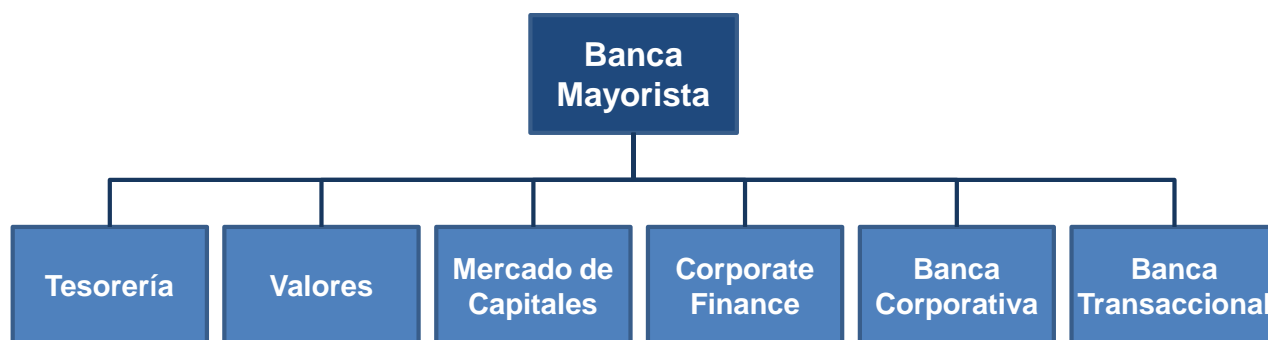 Banca
Mayorista
Tesorería
Valores
Mercado de
Capitales
Corporate
Finance
Banca
Corporativa
Banca
Transaccional